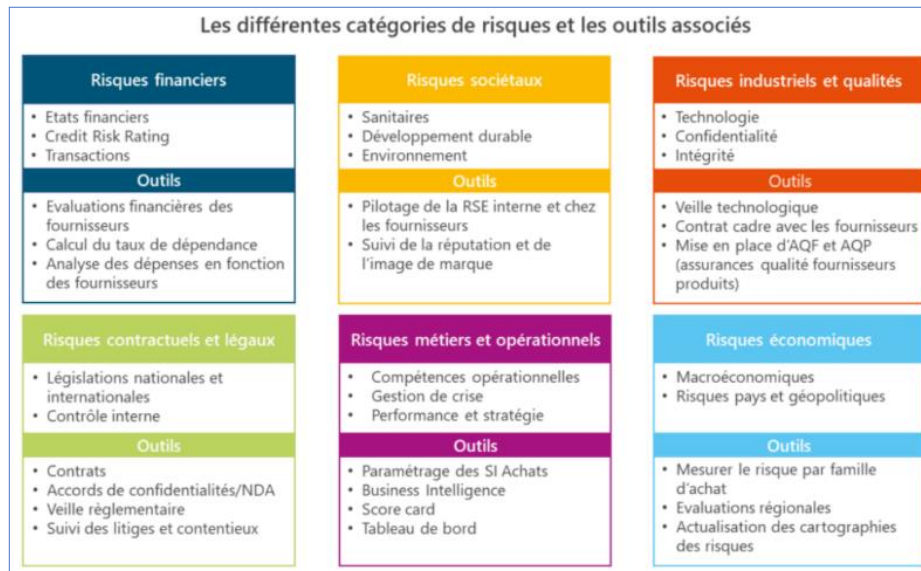 Les différentes catégories de risques et les outils associés
Risques financiers
• Etats financiers
• Credit Risk Rating
• Transactions
Outils
• Evaluations financières des
fournisseurs
• Calcul du taux de dépendance
• Analyse des dépenses en fonction
des fournisseurs
Risques sociétaux
• Sanitaires
• Développement durable
• Environnement
Outils
• Pilotage de la RSE interne et chez
les fournisseurs
• Suivi de la réputation et de
l'image de marque
Risques industriels et qualités
• Technologie
• Confidentialité
• Intégrité
Outils
• Veille technologique
• Contrat cadre avec les fournisseurs
• Mise en place d'AQF et AQP
(assurances qualité fournisseurs
produits)
Risques contractuels et légaux
• Législations nationales et
internationales
• Contrôle interne
Outils
• Contrats
• Accords de confidentialités/NDA
• Veille règlementaire
• Suivi des litiges et contentieux
Risques métiers et opérationnels
• Compétences opérationnelles
• Gestion de crise
• Performance et stratégie
Outils
• Paramétrage des SI Achats
• Business Intelligence
• Score card
• Tableau de bord
Risques économiques
• Macroéconomiques
• Risques pays et géopolitiques
Outils
• Mesurer le risque par famille
d'achat
• Evaluations régionales
• Actualisation des cartographies
des risques